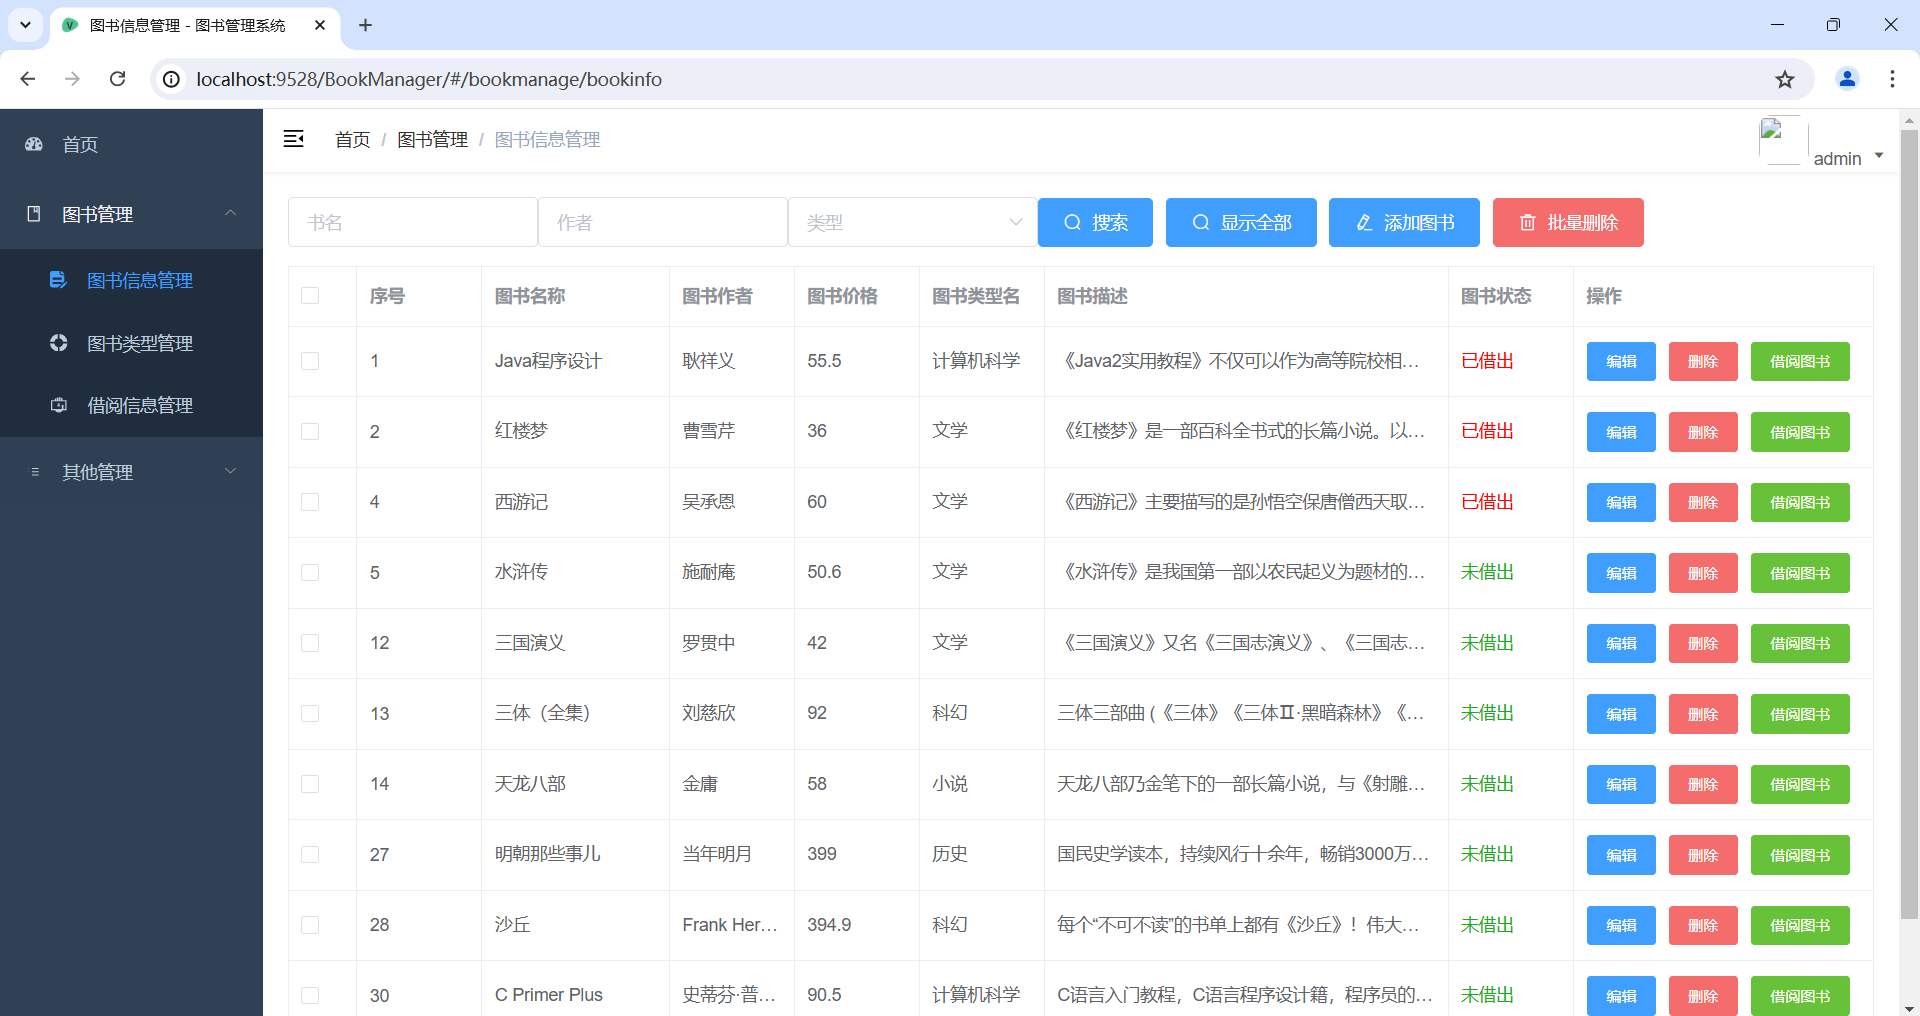 图书信息管理 - 图书管理系统
localhost:9528/BookManager/#/bookmanage/bookinfo
首页
图书管理
图书信息管理
图书类型管理
借阅信息管理
其他管理
首页 / 图书管理 / 图书信息管理
admin
书名 作者 类型 搜索 显示全部 添加图书 批量删除
序号 图书名称 图书作者 图书价格 图书类型名 图书描述 图书状态 操作
1 Java程序设计 耿祥义 55.5 计算机科学 《Java2实用教程》不仅可以作为高等院校相... 已借出 编辑 删除 借阅图书
2 红楼梦 曹雪芹 36 文学 《红楼梦》是一部百科全书式的长篇小说。以... 已借出 编辑 删除 借阅图书
4 西游记 吴承恩 60 文学 《西游记》主要描写的是孙悟空保唐僧西天取... 已借出 编辑 删除 借阅图书
5 水浒传 施耐庵 50.6 文学 《水浒传》是我国第一部以农民起义为题材的... 未借出 编辑 删除 借阅图书
12 三国演义 罗贯中 42 文学 《三国演义》又名《三国志演义》、《三国志... 未借出 编辑 删除 借阅图书
13 三体（全集） 刘慈欣 92 科幻 三体三部曲 (《三体》《三体Ⅱ·黑暗森林》《... 未借出 编辑 删除 借阅图书
14 天龙八部 金庸 58 小说 天龙八部乃金笔下的一部长篇小说，与《射雕... 未借出 编辑 删除 借阅图书
27 明朝那些事儿 当年明月 399 历史 国民史学读本，持续风行十余年，畅销3000万... 未借出 编辑 删除 借阅图书
28 沙丘 Frank Her... 394.9 科幻 每个“不可不读”的书单上都有《沙丘》！伟大... 未借出 编辑 删除 借阅图书
30 C Primer Plus 史蒂芬·普... 90.5 计算机科学 C语言入门教程，C语言程序设计籍，程序员的... 未借出 编辑 删除 借阅图书